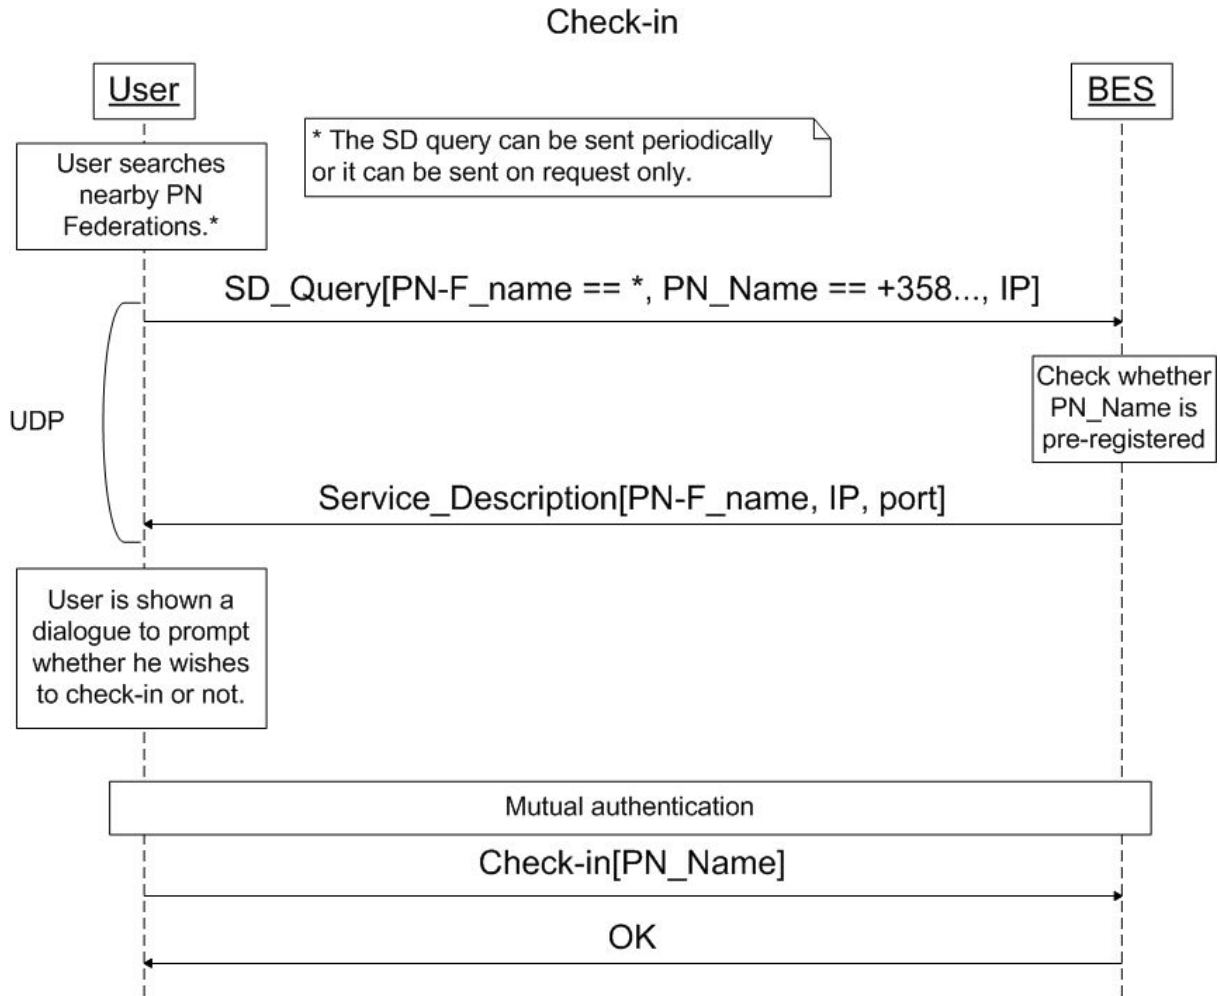 Check-in
User
BES
* The SD query can be sent periodically
or it can be sent on request only.
User searches
nearby PN
Federations.*
SD_Query[PN-F_name == *, PN_Name == +358..., IP]
Check whether
PN_Name is
pre-registered
UDP
Service_Description[PN-F_name, IP, port]
User is shown a
dialogue to prompt
whether he wishes
to check-in or not.
Mutual authentication
Check-in[PN_Name]
OK